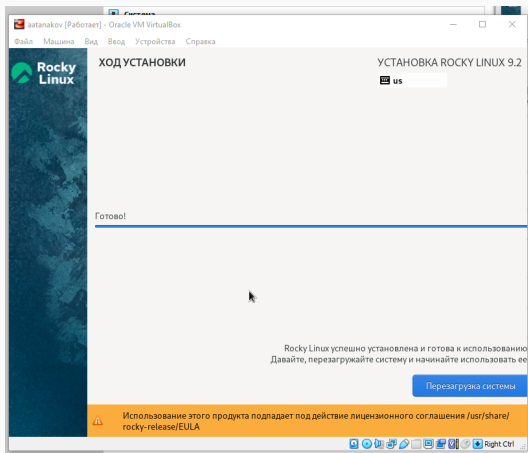 Система
aatanakov [Работает] - Oracle VM VirtualBox
Файл Машина Вид Ввод Устройства Справка
Rocky
Linux
ХОД УСТАНОВКИ
УСТАНОВКА ROCKY LINUX 9.2
us
Готово!
Rocky Linux успешно установлена и готова к использованию
Давайте, перезагружайте систему и начинайте использовать ее
Перезагрузка системы
Использование этого продукта подпадает под действие лицензионного соглашения /usr/share/
rocky-release/EULA
Right Ctrl